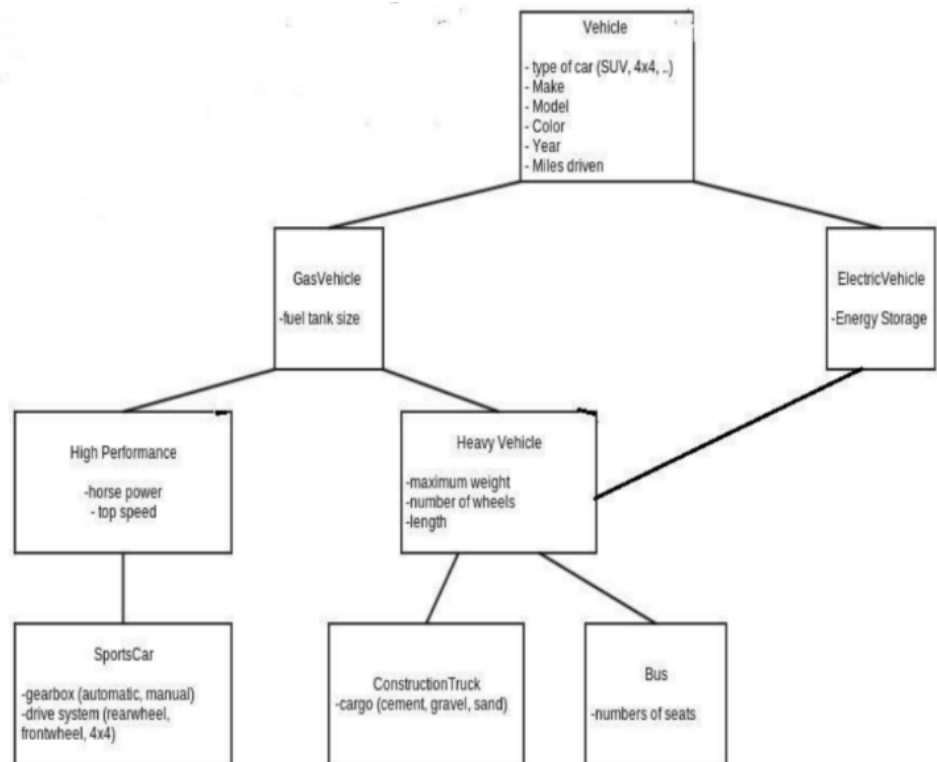 Vehicle
- type of car (SUV, 4x4, ..)
- Make
- Model
- Color
- Year
- Miles driven
GasVehicle
-fuel tank size
ElectricVehicle
-Energy Storage
High Performance
-horse power
- top speed
Heavy Vehicle
-maximum weight
-number of wheels
-length
SportsCar
-gearbox (automatic, manual)
-drive system (rearwheel,
frontwheel, 4x4)
ConstructionTruck
-cargo (cement, gravel, sand)
Bus
-numbers of seats